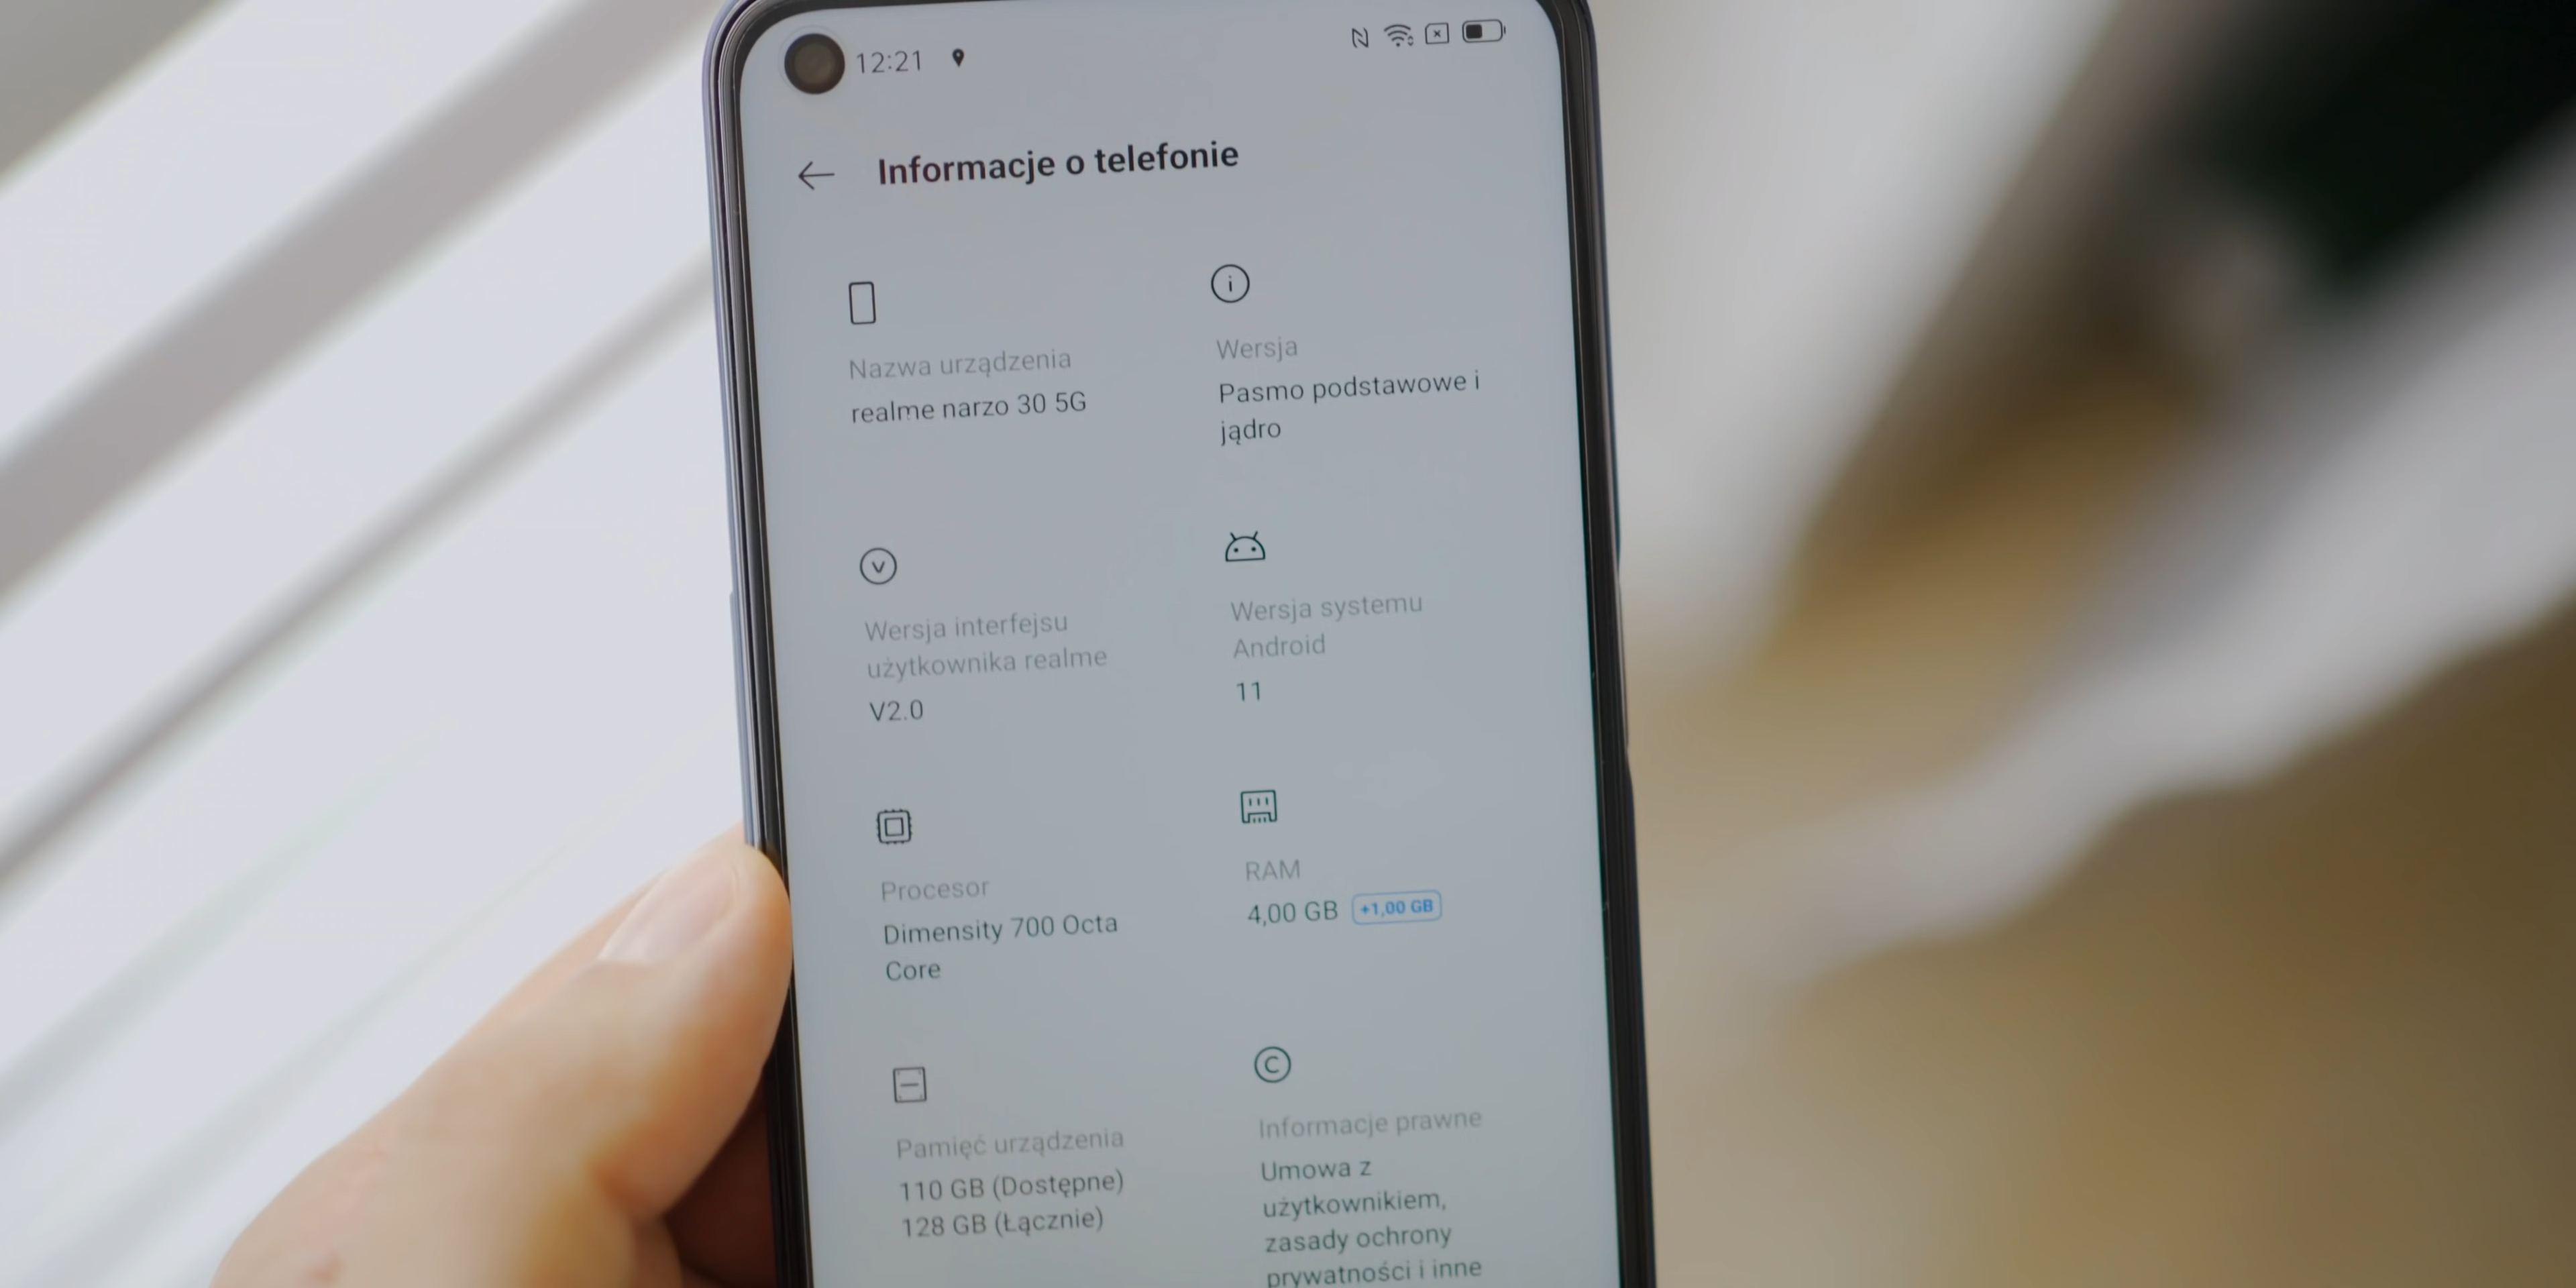 12:21
Informacje o telefonie
Nazwa urządzenia
realme narzo 30 5G
Wersja
Pasmo podstawowe i
jądro
Wersja interfejsu
użytkownika realme
V2.0
Wersja systemu
Android
11
Procesor
Dimensity 700 Octa
Core
RAM
4,00 GB +1,00 GB
Pamięć urządzenia
110 GB (Dostępne)
128 GB (Łącznie)
Informacje prawne
Umowa z
użytkownikiem,
zasady ochrony
prywatności i inne